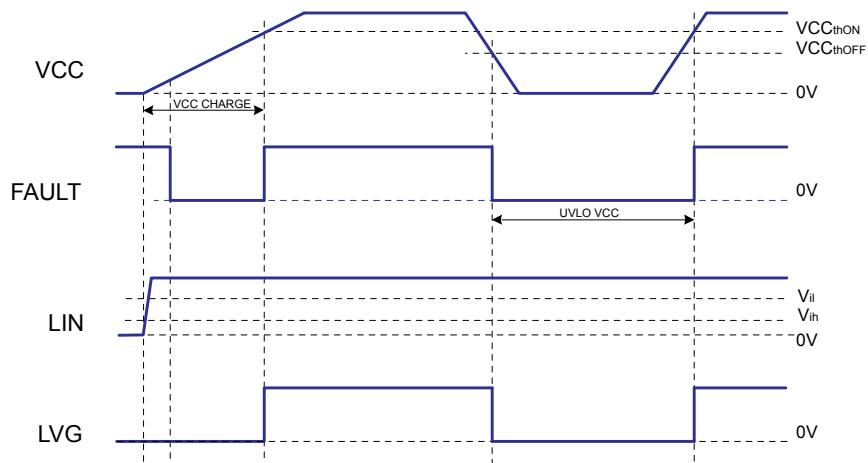 VCCthON
VCCthOFF
VCC
0V
VCC CHARGE
FAULT
0V
UVLO VCC
Vil
LIN
Vih
0V
LVG
0V